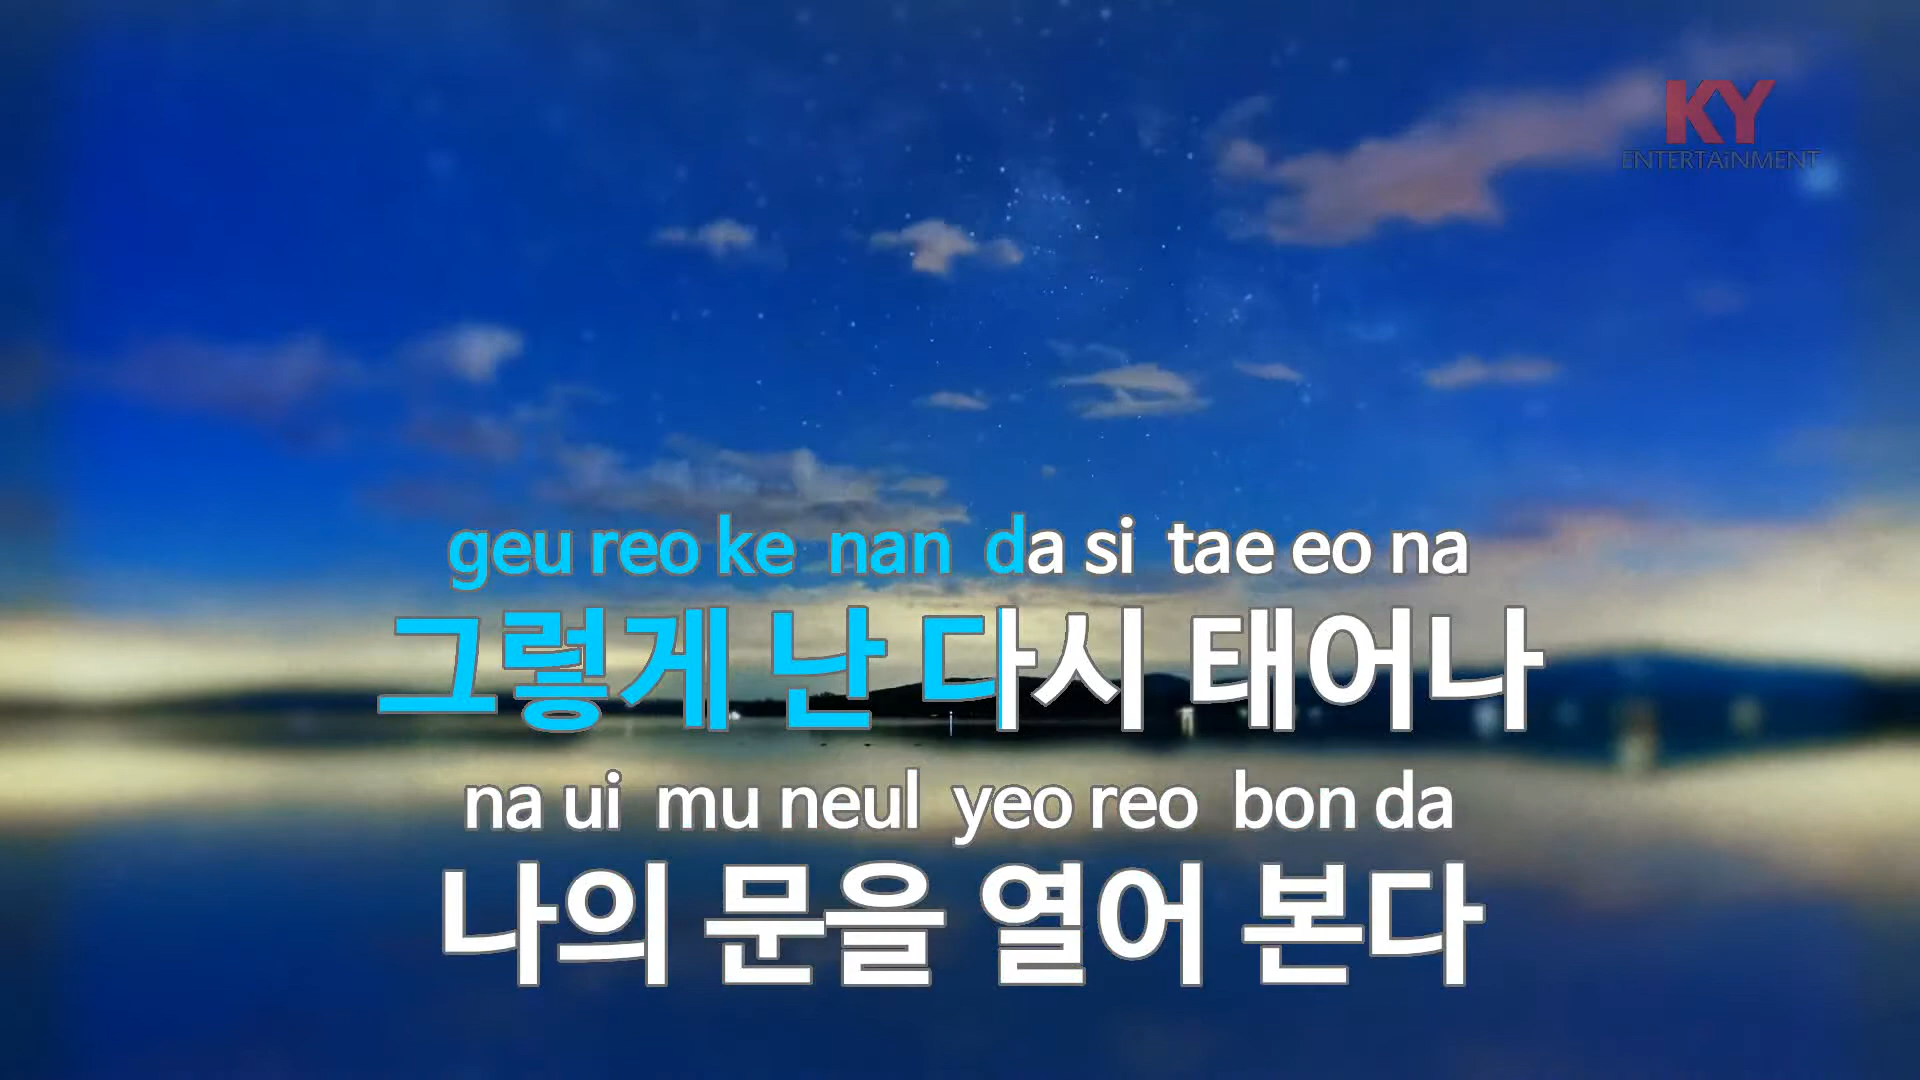 KY
ENTERTAiNMENT
geu reo ke nan da si tae eo na
그렇게 난 다시 태어나
na ui mu neul yeo reo bon da
나의 문을 열어 본다